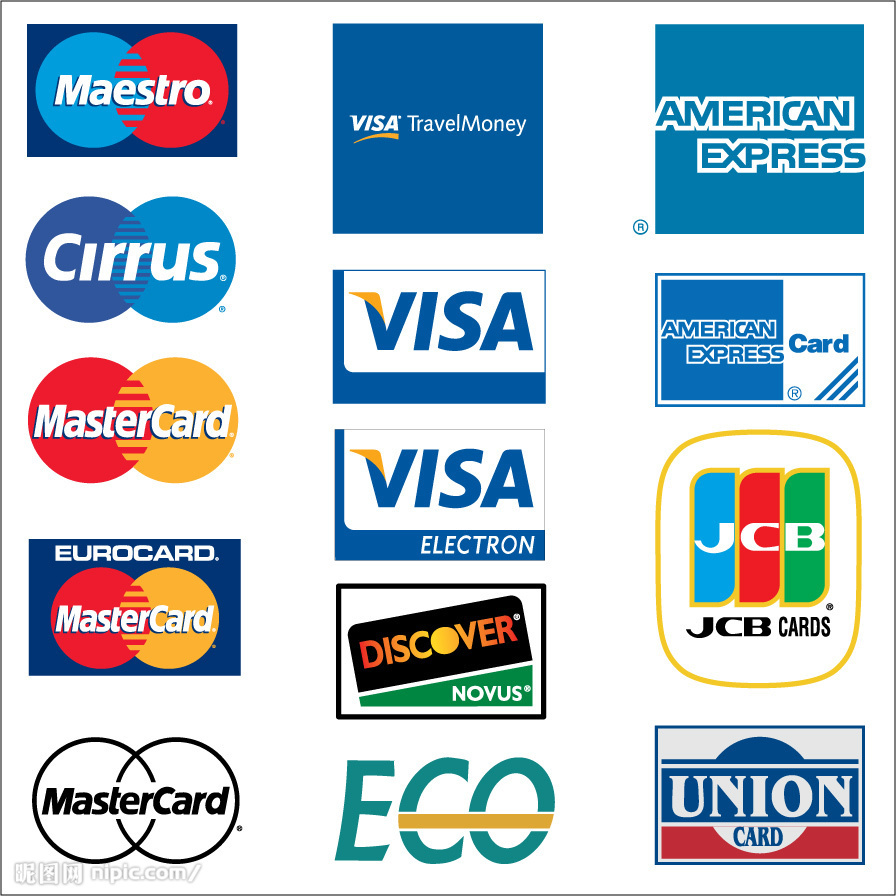 Maestro®
Cirrus®
®
MasterCard®
®
EUROCARD®
MasterCard®
®
MasterCard®
VISA® TravelMoney
VISA
VISA
ELECTRON
DISCOVER®
NOVUS®
ECO
AMERICAN
EXPRESS
®
AMERICAN
EXPRESS Card
®
JCB
®
JCB CARDS
UNION
CARD
昵图网 nipic.com/